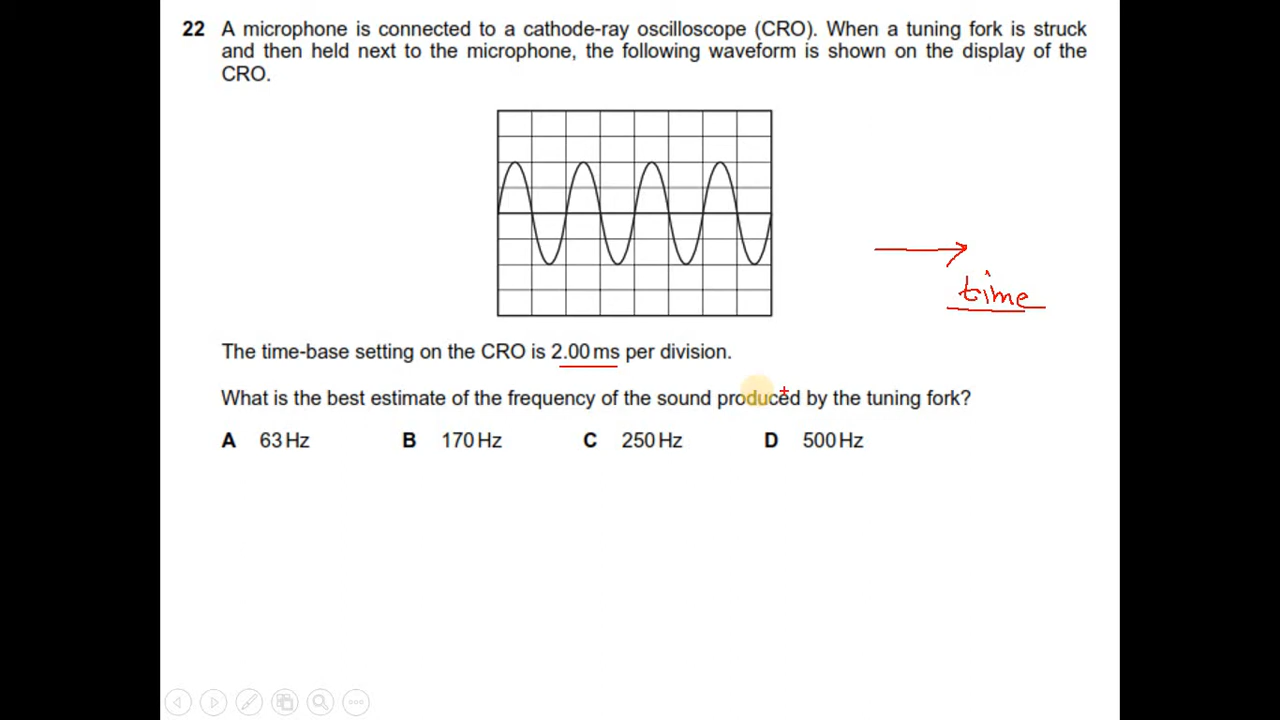 22 A microphone is connected to a cathode-ray oscilloscope (CRO). When a tuning fork is struck
and then held next to the microphone, the following waveform is shown on the display of the
CRO.
time
The time-base setting on the CRO is 2.00 ms per division.
What is the best estimate of the frequency of the sound produced by the tuning fork?
A 63 Hz B 170 Hz C 250 Hz D 500 Hz